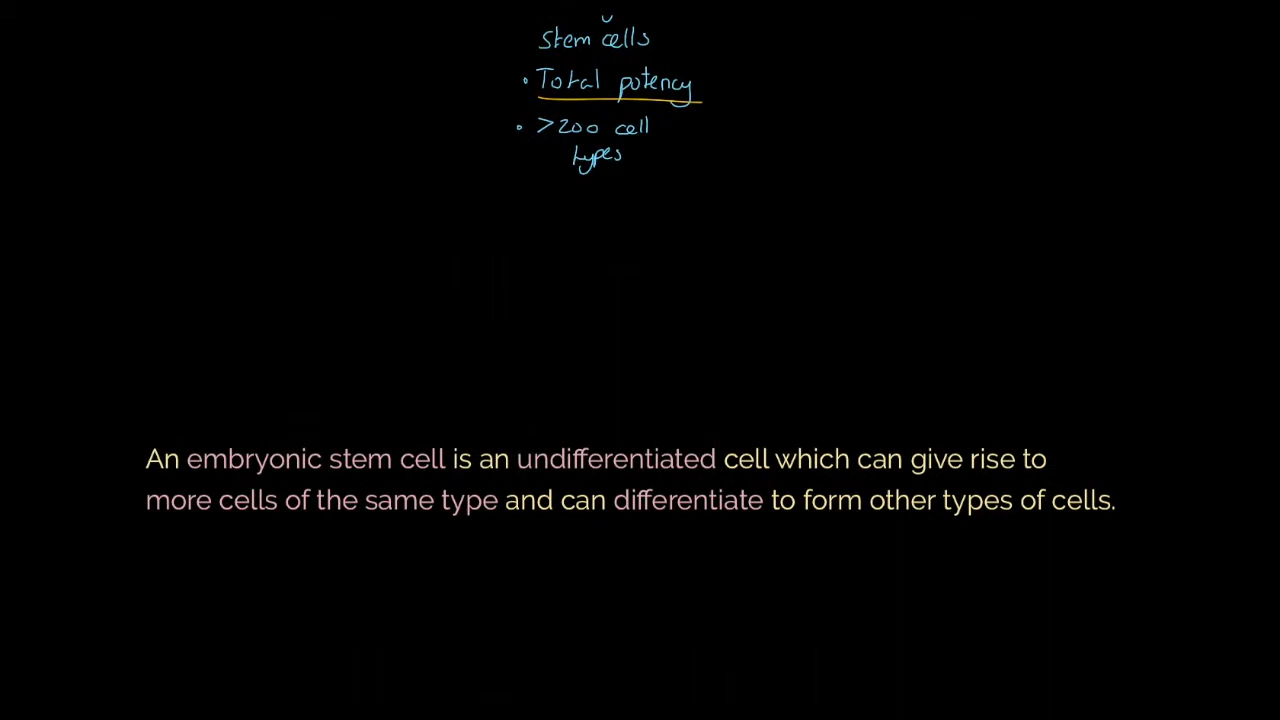 Stem cells
• Total potency
• >200 cell
types
An embryonic stem cell is an undifferentiated cell which can give rise to
more cells of the same type and can differentiate to form other types of cells.